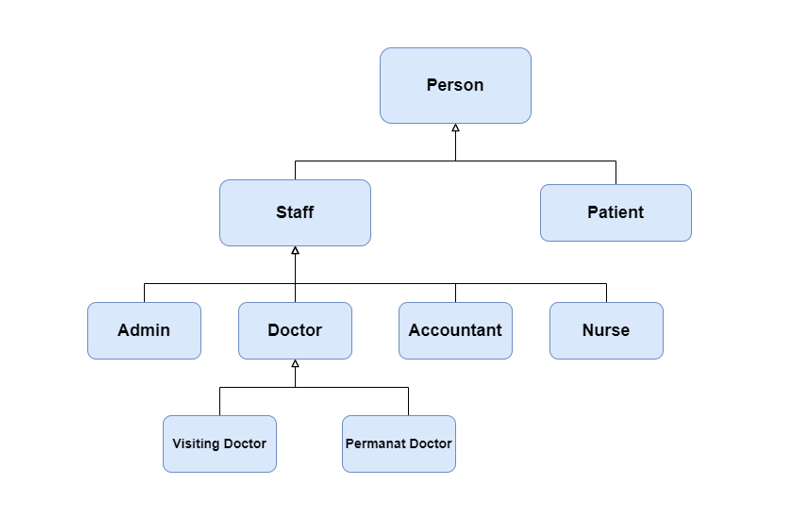 Person
Staff
Patient
Admin
Doctor
Accountant
Nurse
Visiting Doctor
Permanat Doctor